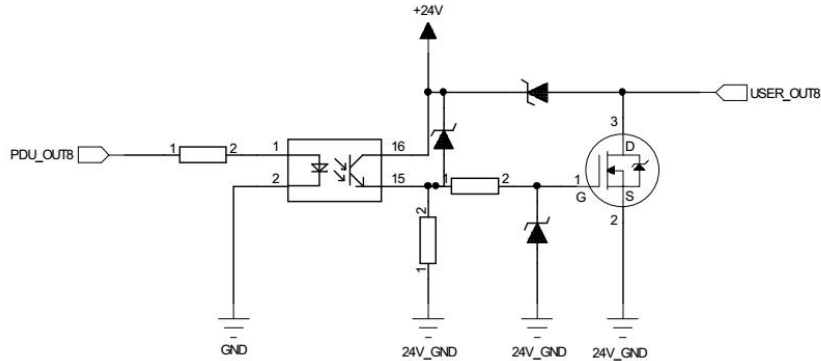 +24V
USER_OUT8
3
D
PDU_OUT8
1
2
1
16
2
15
1
2
1
G
S
2
2
1
GND
24V_GND
24V_GND
24V_GND